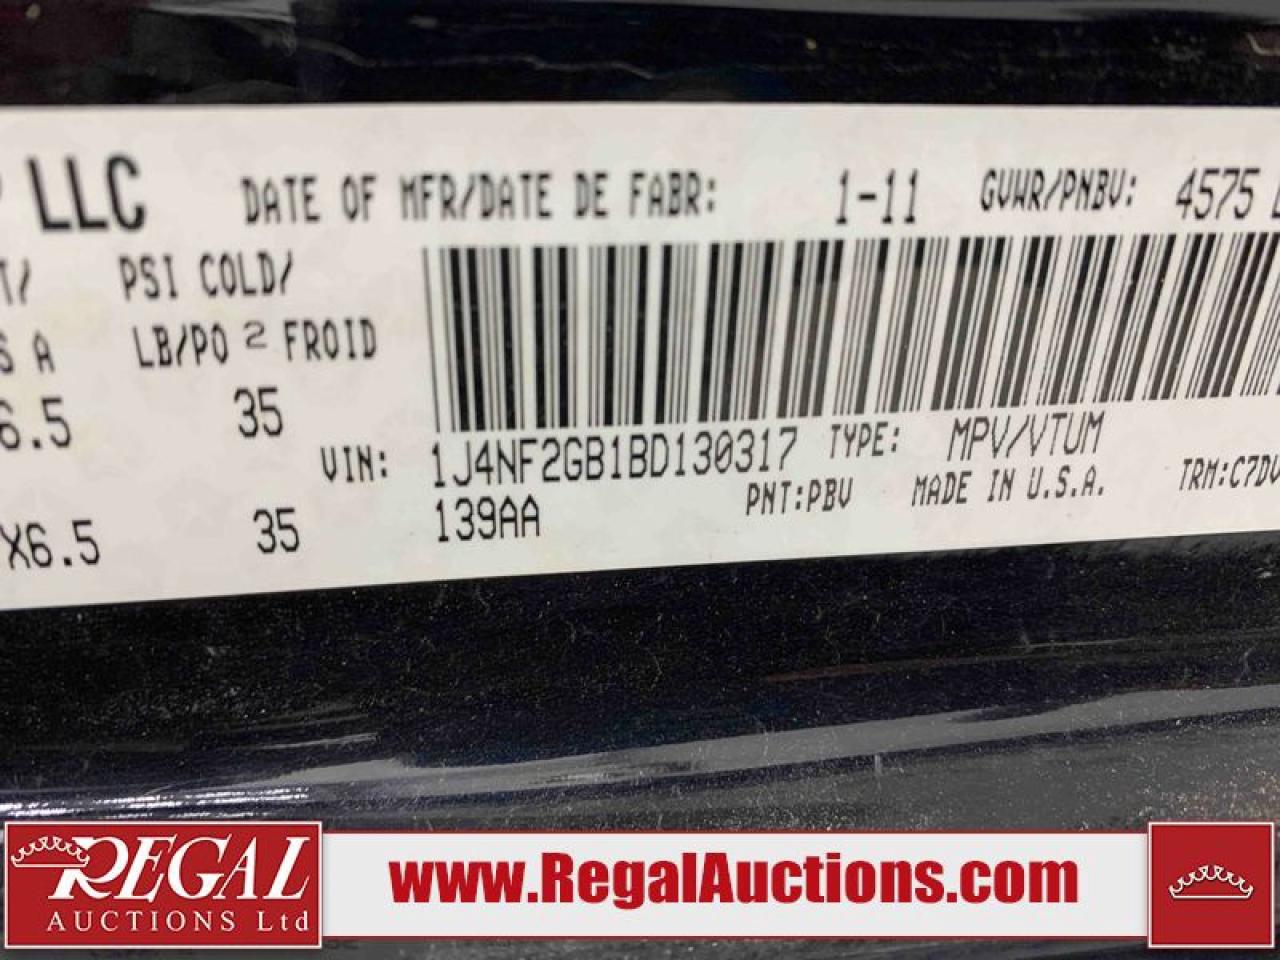 LLC DATE OF MFR/DATE DE FABR: 1-11 GVWR/PNBV: 4575
PSI COLD/
A LB/PO 2 FROID
6.5 35
VIN: 1J4NF2GB1BD130317 TYPE: MPV/VTUM
X6.5 35 139AA PNT:PBV MADE IN U.S.A. TRM:C7DV
REGAL
AUCTIONS Ltd
www.RegalAuctions.com